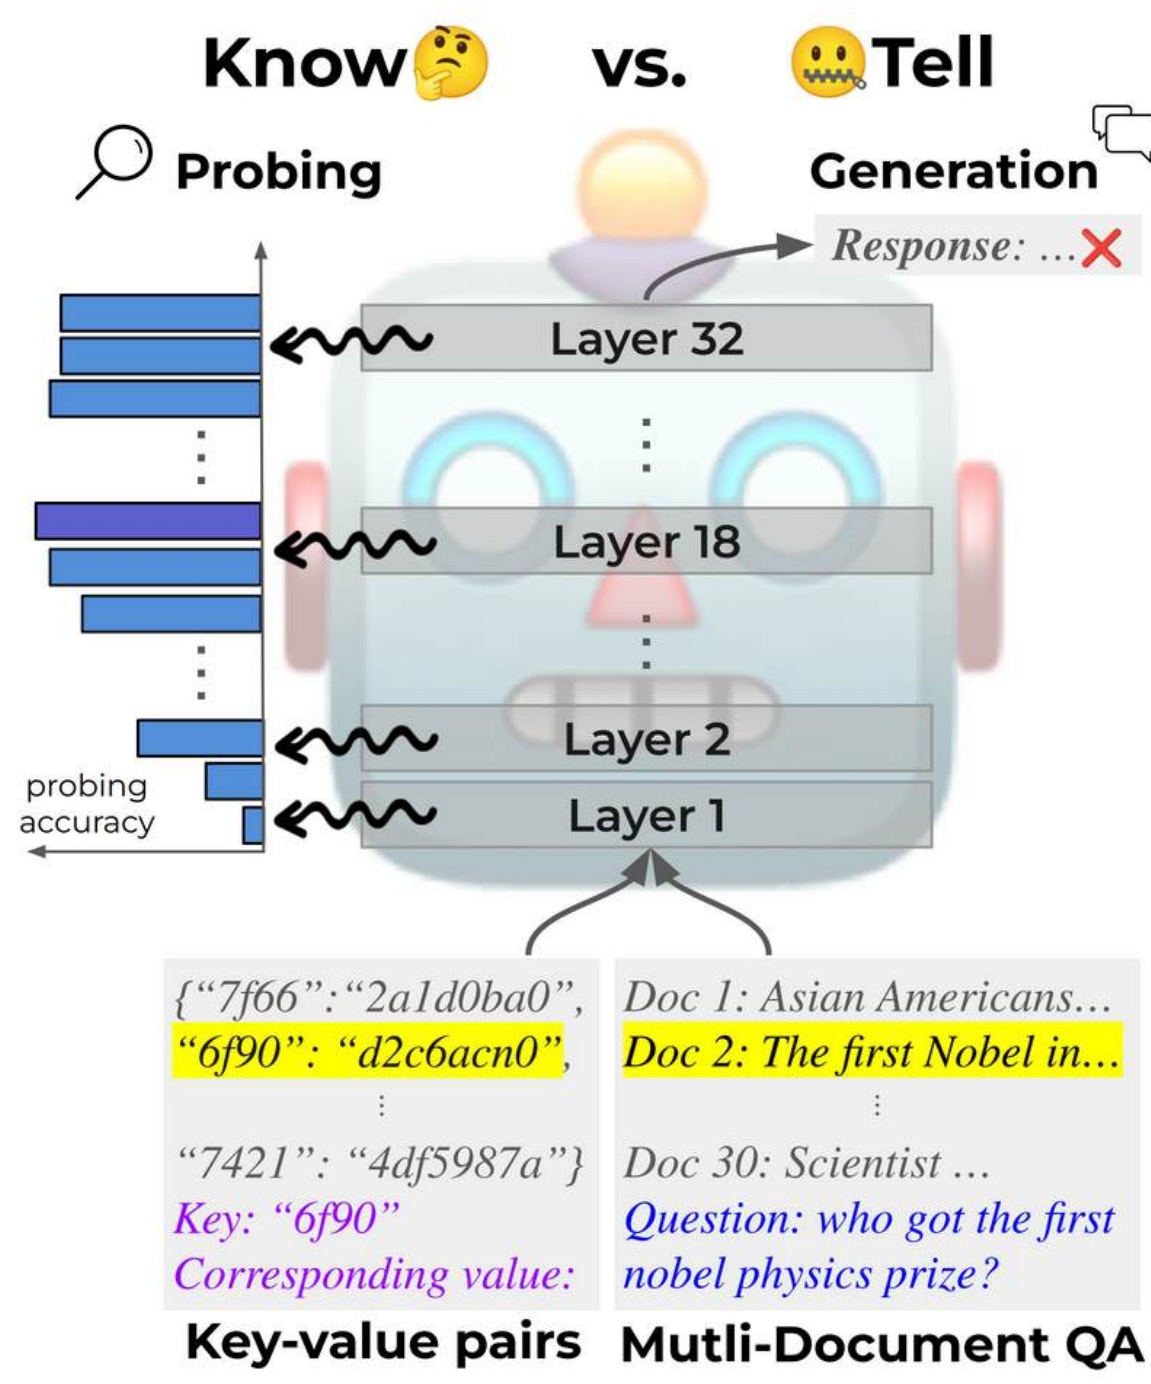 Know🤔 vs. 🤐Tell
Probing
Generation
Response: ...❌
Layer 32
Layer 18
Layer 2
Layer 1
probing
accuracy
{“7f66”:“2a1d0ba0”,
“6f90”: “d2c6acn0”,
⋮
“7421”: “4df5987a”}
Key: “6f90”
Corresponding value:
Key-value pairs
Doc 1: Asian Americans...
Doc 2: The first Nobel in...
⋮
Doc 30: Scientist ...
Question: who got the first
nobel physics prize?
Mutli-Document QA